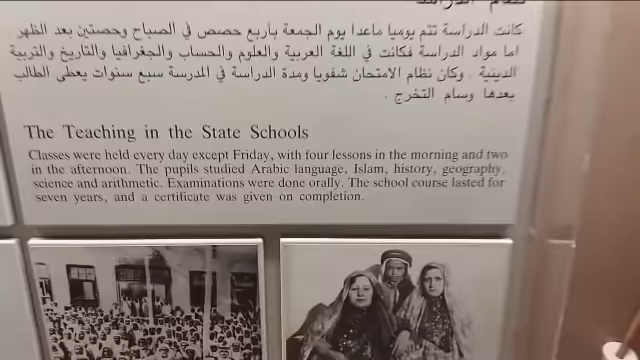 كانت الدراسة تتم يوميا ماعدا يوم الجمعة بأربع حصص في الصباح وحصتين بعد الظهر
اما مواد الدراسة فكانت في اللغة العربية والعلوم والحساب والجغرافيا والتاريخ والتربية
الدينية . وكان نظام الامتحان شفويا ومدة الدراسة في المدرسة سبع سنوات يعطى الطالب
بعدها وسام التخرج .
The Teaching in the State Schools
Classes were held every day except Friday, with four lessons in the morning and two
in the afternoon. The pupils studied Arabic language, Islam, history, geography,
science and arithmetic. Examinations were done orally. The school course lasted for
seven years, and a certificate was given on completion.